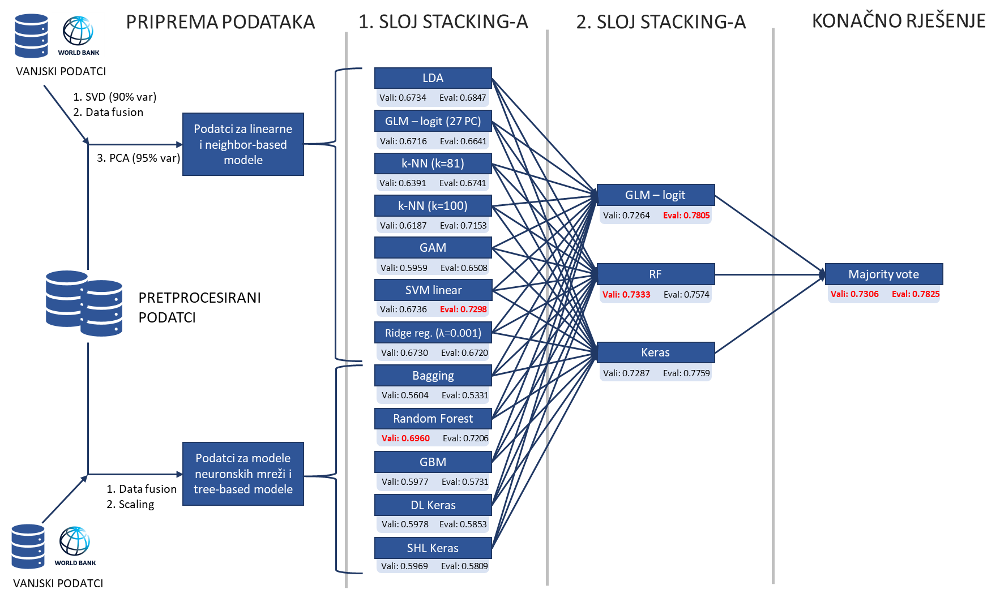 PRIPREMA PODATAKA
1. SLOJ STACKING-A
2. SLOJ STACKING-A
KONAČNO RJEŠENJE
WORLD BANK
VANJSKI PODATCI
1. SVD (90% var)
2. Data fusion
3. PCA (95% var)
Podatci za linearne
i neighbor-based
modele
PRETPROCESIRANI
PODATCI
Podatci za modele
neuronskih mreži i
tree-based modele
1. Data fusion
2. Scaling
WORLD BANK
VANJSKI PODATCI
LDA
Vali: 0.6734 Eval: 0.6847
GLM – logit (27 PC)
Vali: 0.6716 Eval: 0.6641
k-NN (k=81)
Vali: 0.6391 Eval: 0.6741
k-NN (k=100)
Vali: 0.6187 Eval: 0.7153
GAM
Vali: 0.5959 Eval: 0.6508
SVM linear
Vali: 0.6736 Eval: 0.7298
Ridge reg. (λ=0.001)
Vali: 0.6730 Eval: 0.6720
Bagging
Vali: 0.5604 Eval: 0.5331
Random Forest
Vali: 0.6960 Eval: 0.7206
GBM
Vali: 0.5977 Eval: 0.5731
DL Keras
Vali: 0.5978 Eval: 0.5853
SHL Keras
Vali: 0.5969 Eval: 0.5809
GLM – logit
Vali: 0.7264 Eval: 0.7805
RF
Vali: 0.7333 Eval: 0.7574
Keras
Vali: 0.7287 Eval: 0.7759
Majority vote
Vali: 0.7306 Eval: 0.7825